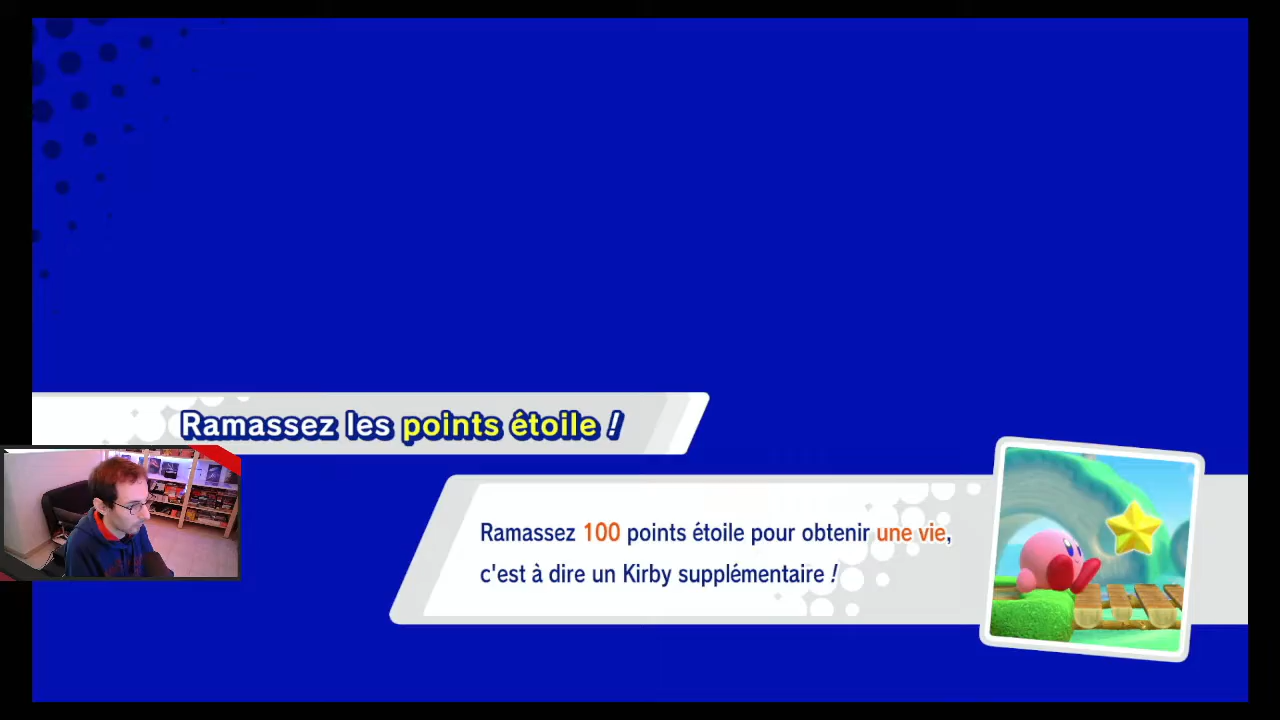 Ramassez les points étoile !
Ramassez 100 points étoile pour obtenir une vie,
c'est à dire un Kirby supplémentaire !